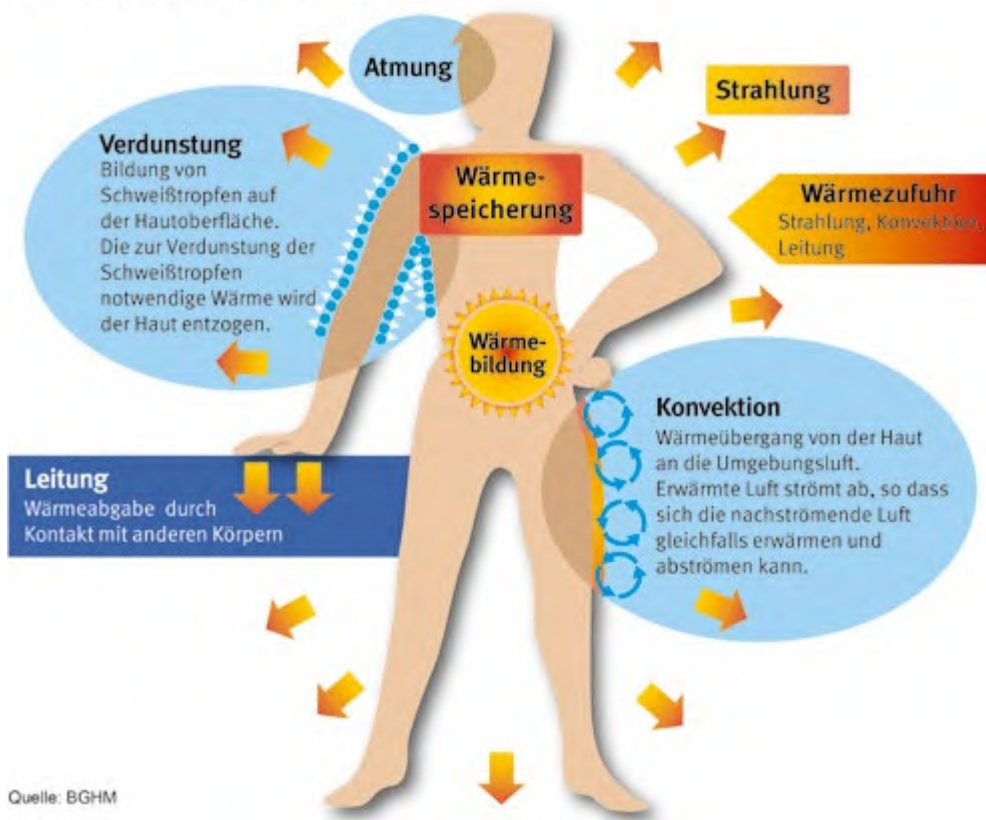 Atmung
Strahlung
Verdunstung
Bildung von
Schweißtropfen auf
der Hautoberfläche.
Die zur Verdunstung der
Schweißtropfen
notwendige Wärme wird
der Haut entzogen.
Wärme-
speicherung
Wärmezufuhr
Strahlung, Konvektion,
Leitung
Wärme-
bildung
Konvektion
Wärmeübergang von der Haut
an die Umgebungsluft.
Erwärmte Luft strömt ab, so dass
sich die nachströmende Luft
gleichfalls erwärmen und
abströmen kann.
Leitung
Wärmeabgabe durch
Kontakt mit anderen Körpern
Quelle: BGHM